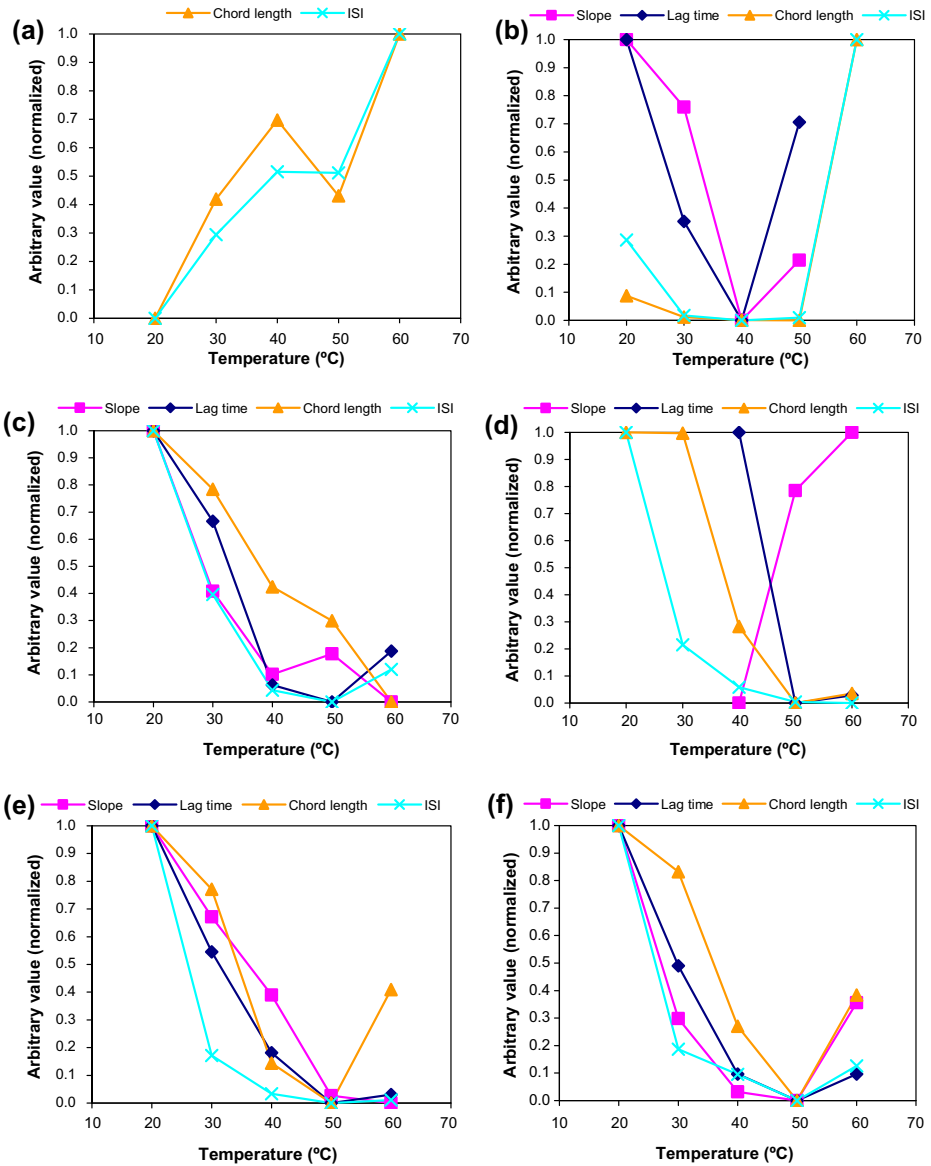 (a)
Chord length ISI
Arbitrary value (normalized)
1.0
0.9
0.8
0.7
0.6
0.5
0.4
0.3
0.2
0.1
0.0
10 20 30 40 50 60 70
Temperature (ºC)
(b)
Slope Lag time Chord length ISI
Arbitrary value (normalized)
1.0
0.9
0.8
0.7
0.6
0.5
0.4
0.3
0.2
0.1
0.0
10 20 30 40 50 60 70
Temperature (ºC)
(c)
Slope Lag time Chord length ISI
Arbitrary value (normalized)
1.0
0.9
0.8
0.7
0.6
0.5
0.4
0.3
0.2
0.1
0.0
10 20 30 40 50 60 70
Temperature (ºC)
(d)
Slope Lag time Chord length ISI
Arbitrary value (normalized)
1.0
0.9
0.8
0.7
0.6
0.5
0.4
0.3
0.2
0.1
0.0
10 20 30 40 50 60 70
Temperature (ºC)
(e)
Slope Lag time Chord length ISI
Arbitrary value (normalized)
1.0
0.9
0.8
0.7
0.6
0.5
0.4
0.3
0.2
0.1
0.0
10 20 30 40 50 60 70
Temperature (ºC)
(f)
Slope Lag time Chord length ISI
Arbitrary value (normalized)
1.0
0.9
0.8
0.7
0.6
0.5
0.4
0.3
0.2
0.1
0.0
10 20 30 40 50 60 70
Temperature (ºC)